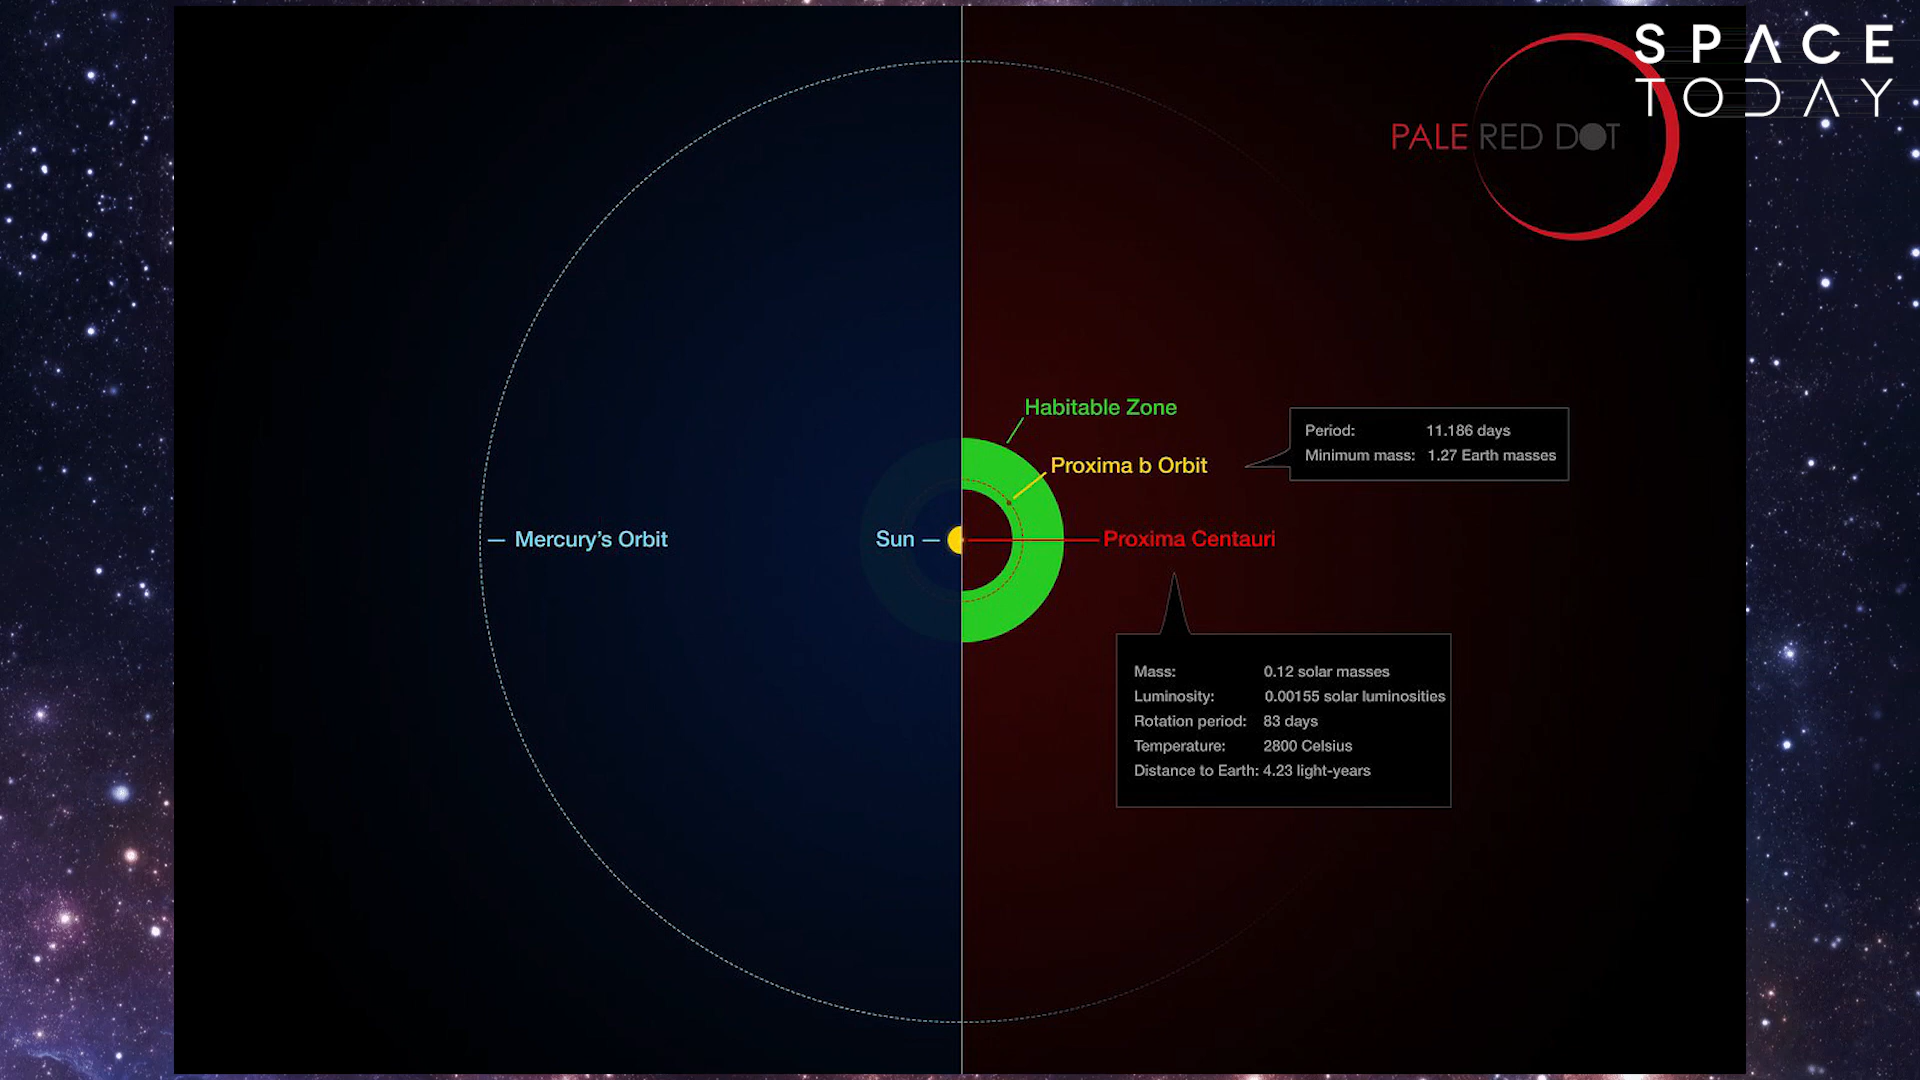 SPACE
TODAY
PALE RED DOT
Habitable Zone
Proxima b Orbit
Period: 11.186 days
Minimum mass: 1.27 Earth masses
Mercury’s Orbit
Sun
Proxima Centauri
Mass: 0.12 solar masses
Luminosity: 0.00155 solar luminosities
Rotation period: 83 days
Temperature: 2800 Celsius
Distance to Earth: 4.23 light-years